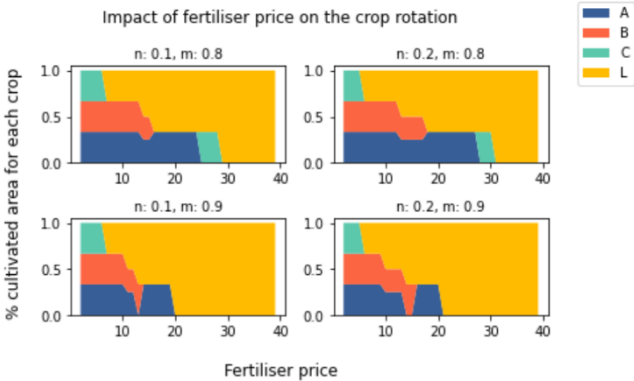 Impact of fertiliser price on the crop rotation
A
B
C
L
% cultivated area for each crop
n: 0.1, m: 0.8
1.0
0.5
0.0
10 20 30 40
n: 0.2, m: 0.8
1.0
0.5
0.0
10 20 30 40
n: 0.1, m: 0.9
1.0
0.5
0.0
10 20 30 40
n: 0.2, m: 0.9
1.0
0.5
0.0
10 20 30 40
Fertiliser price